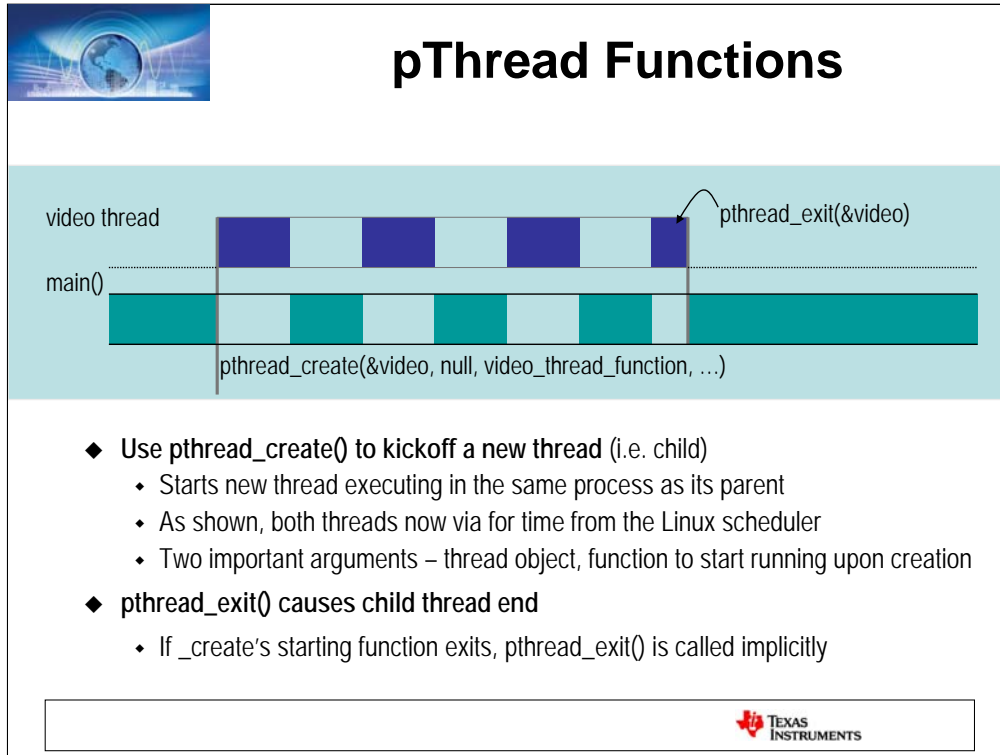 pThread Functions
video thread
pthread_exit(&video)
main()
pthread_create(&video, null, video_thread_function, …)
◆ Use pthread_create() to kickoff a new thread (i.e. child)
◆ Starts new thread executing in the same process as its parent
◆ As shown, both threads now via for time from the Linux scheduler
◆ Two important arguments – thread object, function to start running upon creation
◆ pthread_exit() causes child thread end
◆ If _create's starting function exits, pthread_exit() is called implicitly
TEXAS
INSTRUMENTS